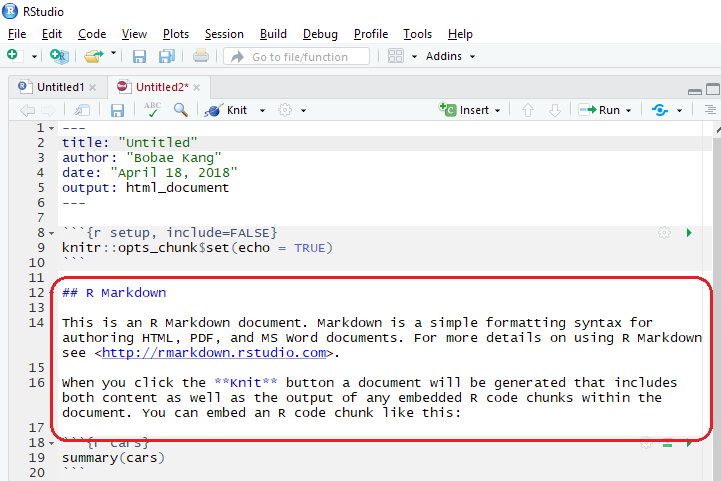 RStudio
File Edit Code View Plots Session Build Debug Profile Tools Help
Go to file/function Addins
Untitled1 Untitled2*
ABC Knit Insert Run
1 ---
2 title: "Untitled"
3 author: "Bobae Kang"
4 date: "April 18, 2018"
5 output: html_document
6 ---
7
8 ```{r setup, include=FALSE}
9 knitr::opts_chunk$set(echo = TRUE)
10 ```
11
12 ## R Markdown
13
14 This is an R Markdown document. Markdown is a simple formatting syntax for
authoring HTML, PDF, and MS Word documents. For more details on using R Markdown
see <http://rmarkdown.rstudio.com>.
15
16 When you click the **Knit** button a document will be generated that includes
both content as well as the output of any embedded R code chunks within the
document. You can embed an R code chunk like this:
17
18 ```{r cars}
19 summary(cars)
20 ```